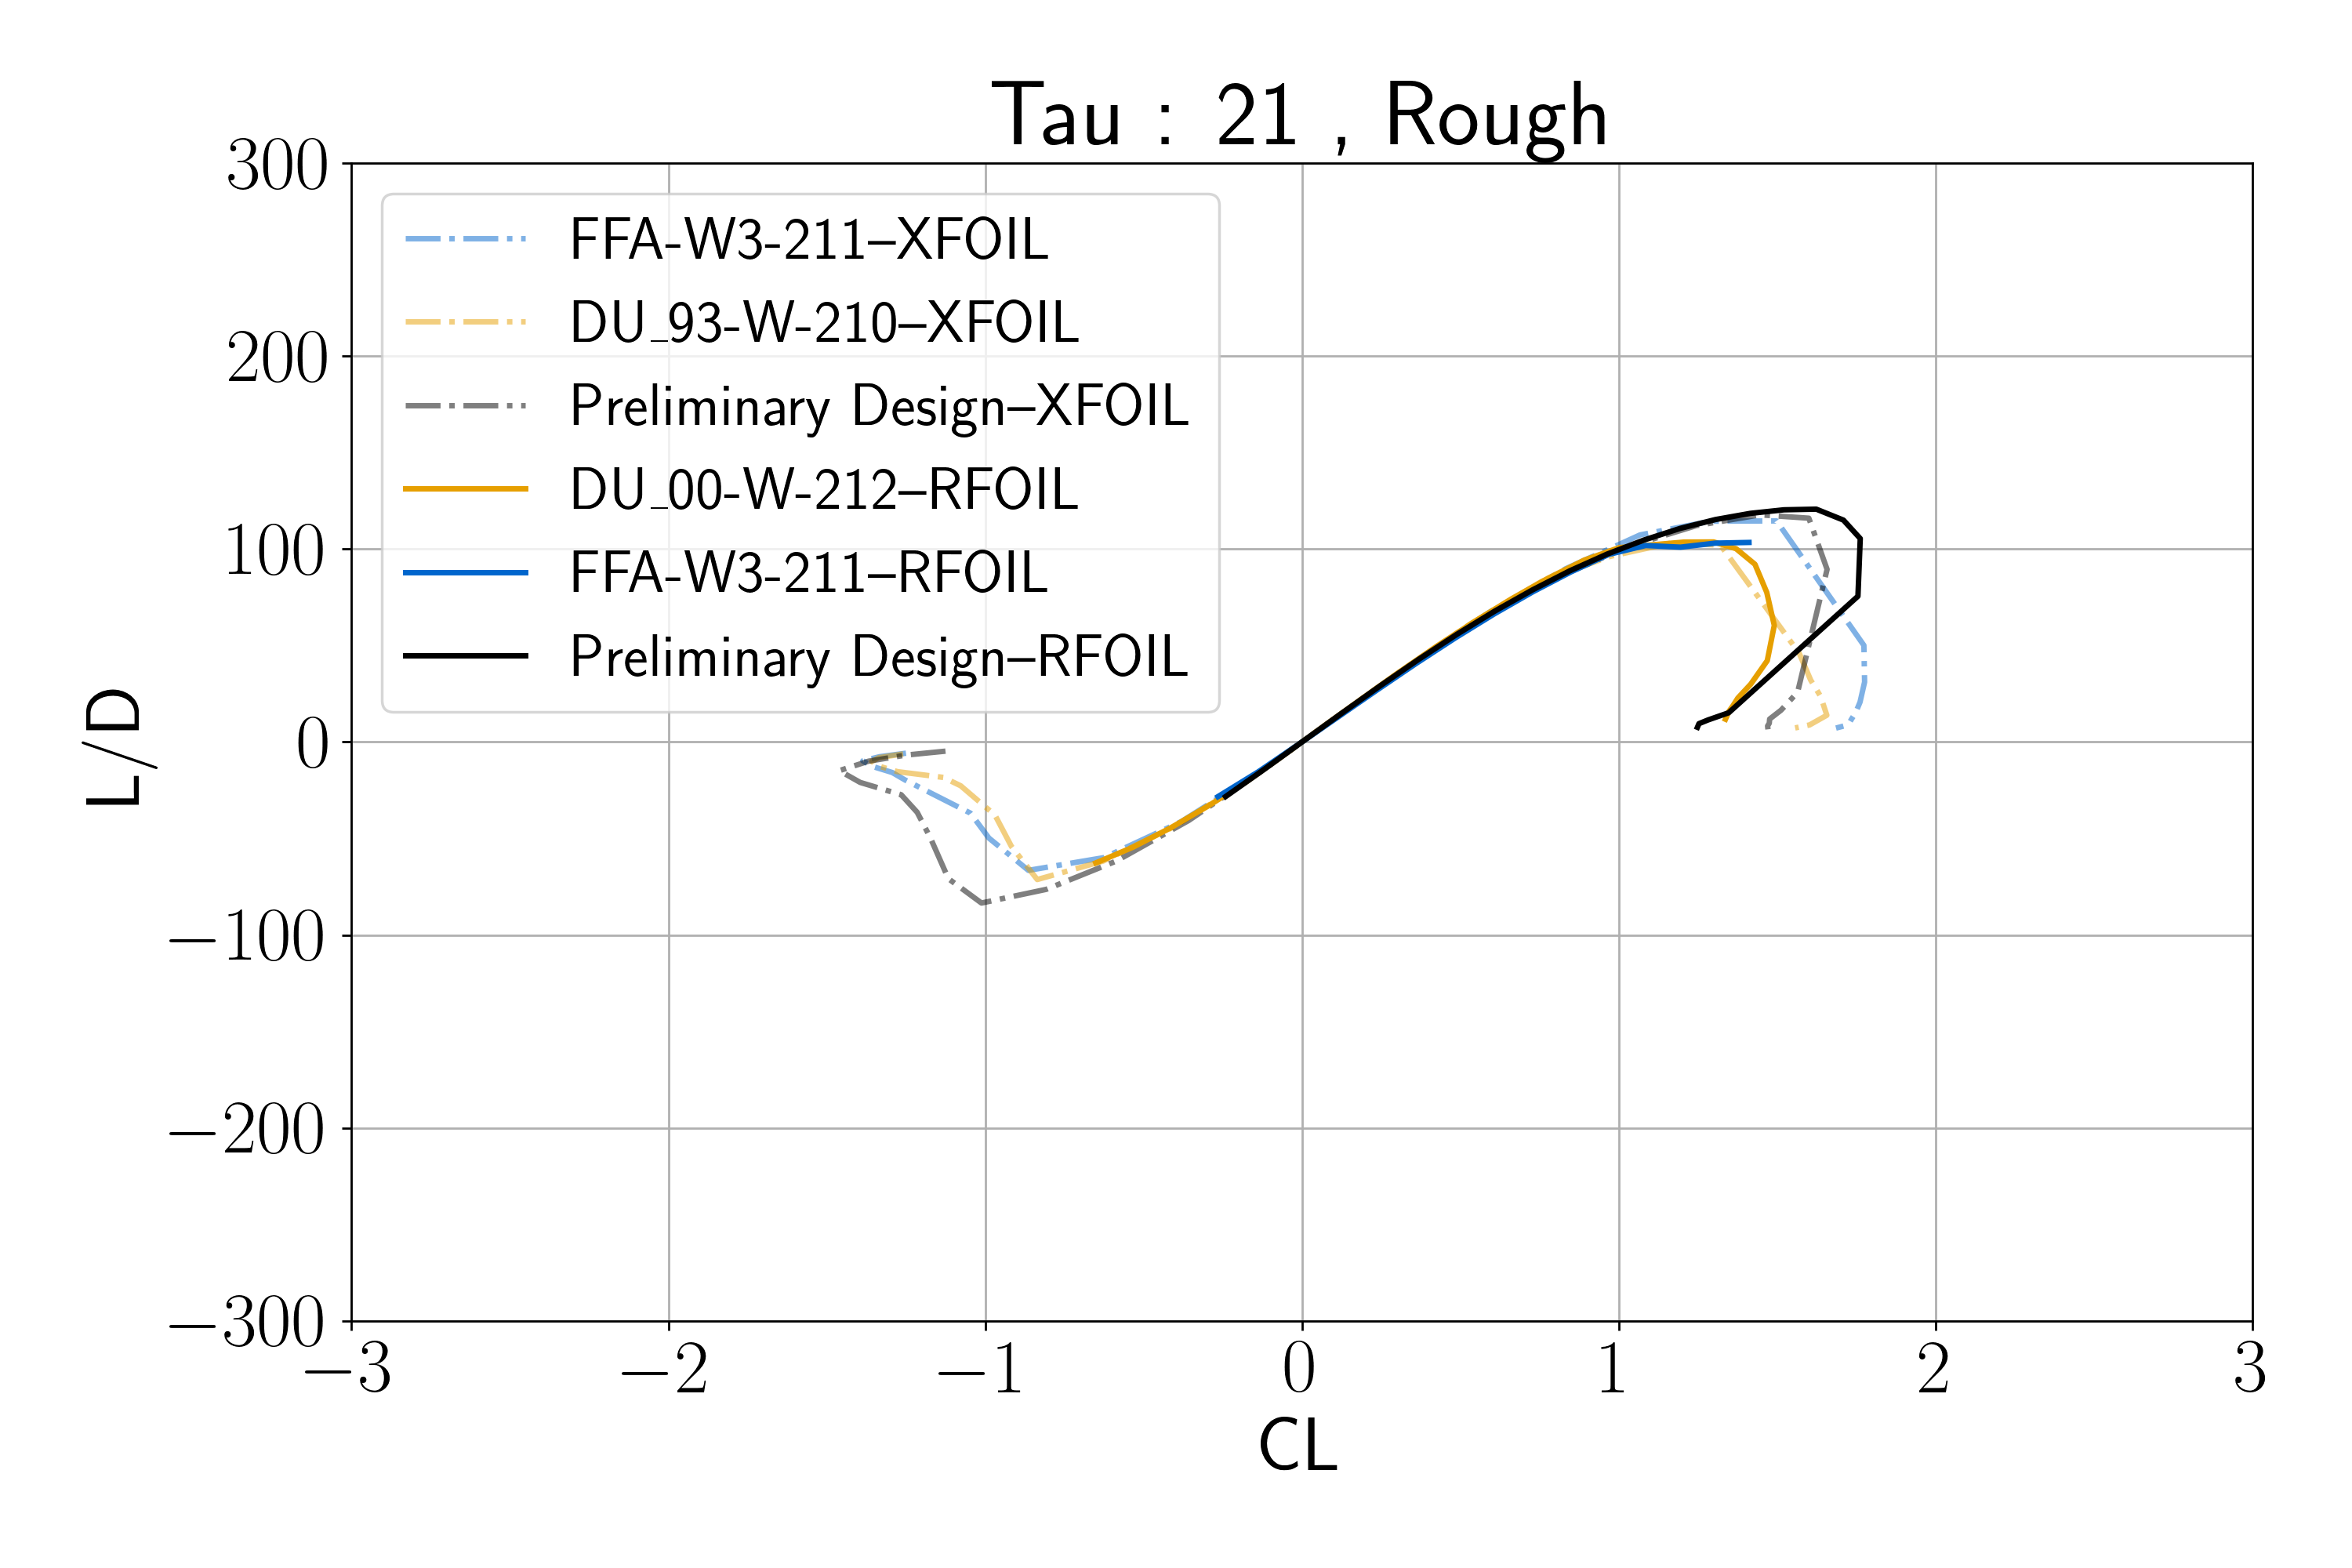 Tau : 21 , Rough
300
200
100
0
−100
−200
−300
L/D
FFA-W3-211–XFOIL
DU_93-W-210–XFOIL
Preliminary Design–XFOIL
DU_00-W-212–RFOIL
FFA-W3-211–RFOIL
Preliminary Design–RFOIL
−3 −2 −1 0 1 2 3
CL